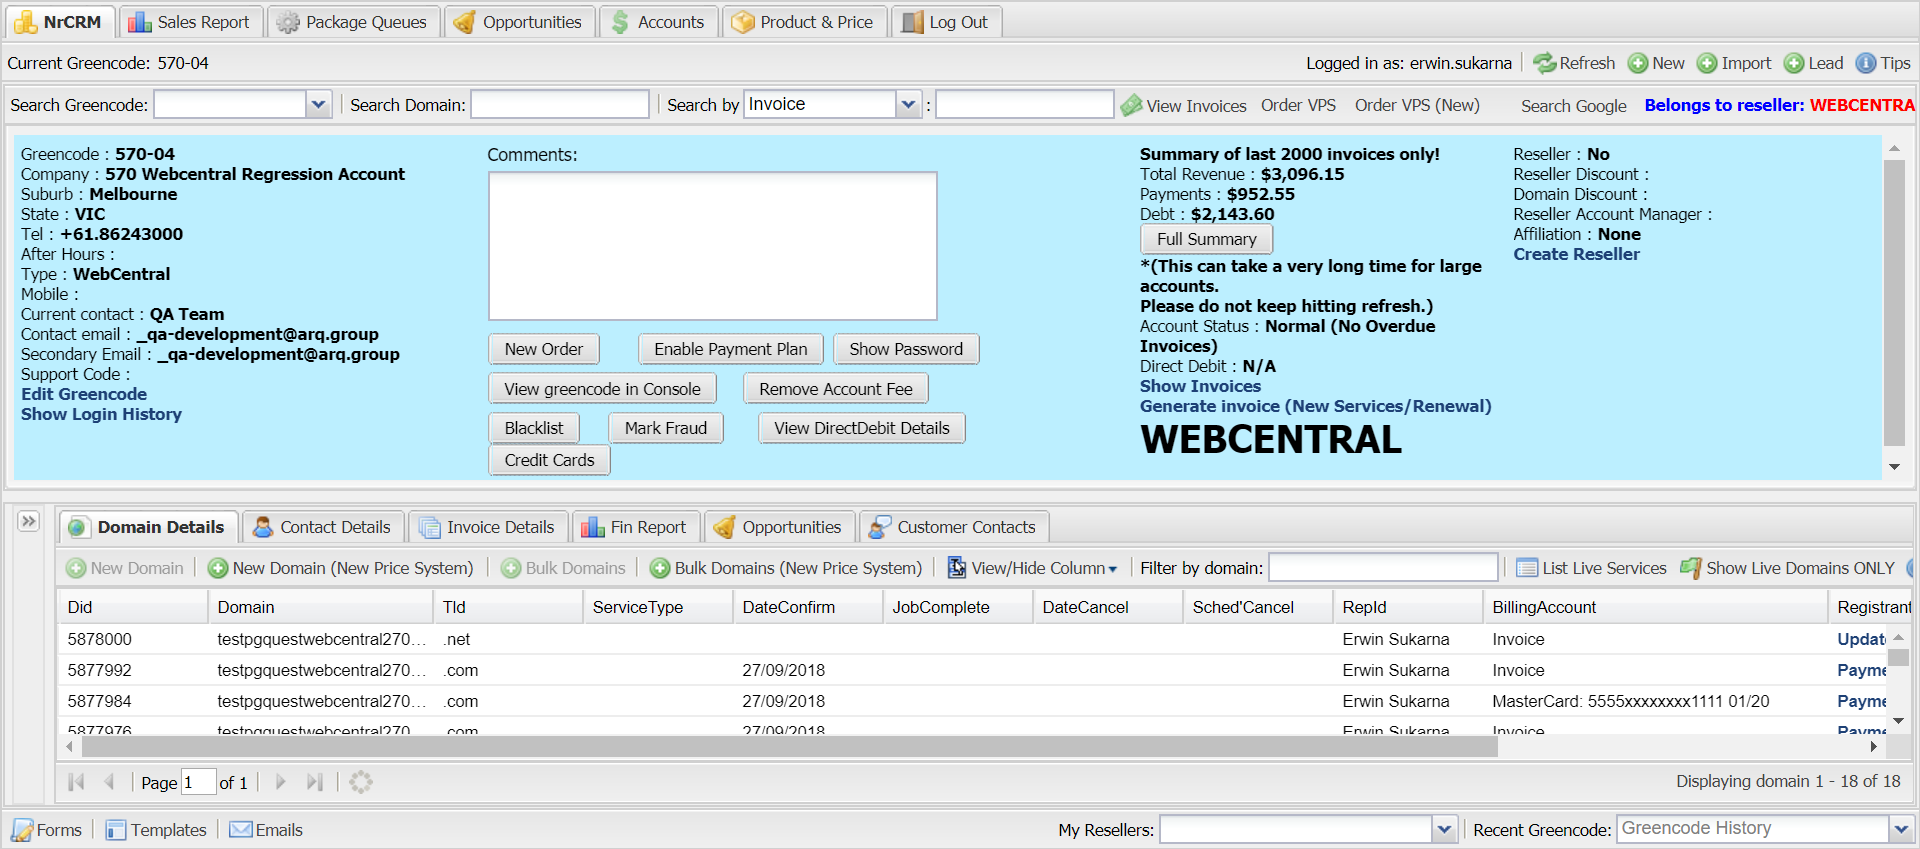 NrCRM Sales Report Package Queues Opportunities Accounts Product & Price Log Out
Current Greencode: 570-04 Logged in as: erwin.sukarna Refresh New Import Lead Tips
Search Greencode: Search Domain: Search by Invoice : View Invoices Order VPS Order VPS (New) Search Google Belongs to reseller: WEBCENTRA
Greencode : 570-04
Company : 570 Webcentral Regression Account
Suburb : Melbourne
State : VIC
Tel : +61.86243000
After Hours :
Type : WebCentral
Mobile :
Current contact : QA Team
Contact email : _qa-development@arq.group
Secondary Email : _qa-development@arq.group
Support Code :
Edit Greencode
Show Login History
Comments:
New Order Enable Payment Plan Show Password
View greencode in Console Remove Account Fee
Blacklist Mark Fraud View DirectDebit Details
Credit Cards
Summary of last 2000 invoices only!
Total Revenue : $3,096.15
Payments : $952.55
Debt : $2,143.60
Full Summary
*(This can take a very long time for large
accounts.
Please do not keep hitting refresh.)
Account Status : Normal (No Overdue
Invoices)
Direct Debit : N/A
Show Invoices
Generate invoice (New Services/Renewal)
WEBCENTRAL
Reseller : No
Reseller Discount :
Domain Discount :
Reseller Account Manager :
Affiliation : None
Create Reseller
Domain Details Contact Details Invoice Details Fin Report Opportunities Customer Contacts
New Domain New Domain (New Price System) Bulk Domains Bulk Domains (New Price System) View/Hide Column Filter by domain: List Live Services Show Live Domains ONLY
Did Domain Tld ServiceType DateConfirm JobComplete DateCancel Sched'Cancel RepId BillingAccount Registrant
5878000 testpgquestwebcentral270... .net Erwin Sukarna Invoice Update
5877992 testpgquestwebcentral270... .com 27/09/2018 Erwin Sukarna Invoice Payme
5877984 testpgquestwebcentral270... .com 27/09/2018 Erwin Sukarna MasterCard: 5555xxxxxxxx1111 01/20 Payme
5877976 testpgquestwebcentral270... .com 27/09/2018 Erwin Sukarna Invoice Payme
Page 1 of 1 Displaying domain 1 - 18 of 18
Forms Templates Emails My Resellers: Recent Greencode: Greencode History